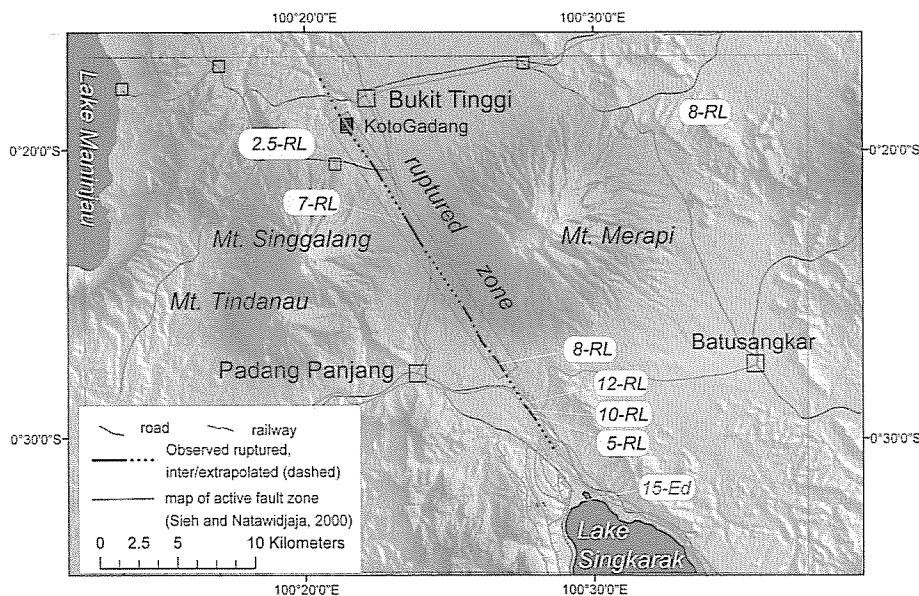 100°20'0"E
100°30'0"E
Lake Maninjau
Bukit Tinggi
KotoGadang
8-RL
2.5-RL
0°20'0"S
0°20'0"S
ruptured
7-RL
Mt. Singgalang
Mt. Merapi
zone
Mt. Tindanau
Batusangkar
8-RL
Padang Panjang
12-RL
10-RL
0°30'0"S
5-RL
0°30'0"S
road
railway
Observed ruptured,
inter/extrapolated (dashed)
15-Ed
map of active fault zone
(Sieh and Natawidjaja, 2000)
0 2.5 5 10 Kilometers
Lake
Singkarak
100°20'0"E
100°30'0"E